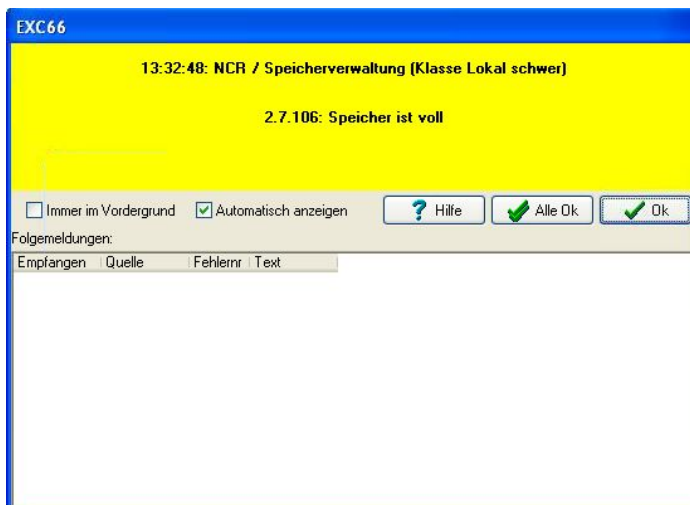 EXC66
13:32:48: NCR / Speicherverwaltung (Klasse Lokal schwer)
2.7.106: Speicher ist voll
Immer im Vordergrund Automatisch anzeigen ? Hilfe Alle Ok Ok
Folgemeldungen:
Empfangen Quelle Fehlernr Text